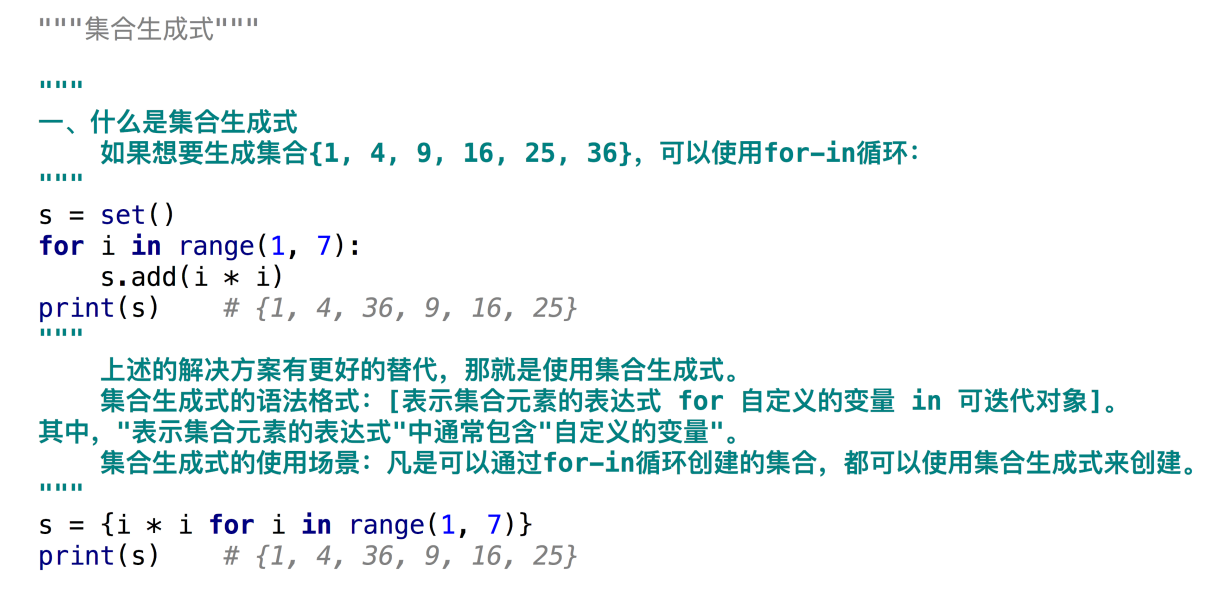 """集合生成式"""
"""
一、什么是集合生成式
    如果想要生成集合{1, 4, 9, 16, 25, 36}，可以使用for-in循环：
"""
s = set()
for i in range(1, 7):
    s.add(i * i)
print(s)    # {1, 4, 36, 9, 16, 25}
"""
    上述的解决方案有更好的替代，那就是使用集合生成式。
    集合生成式的语法格式：[表示集合元素的表达式 for 自定义的变量 in 可迭代对象]。
其中，"表示集合元素的表达式"中通常包含"自定义的变量"。
    集合生成式的使用场景：凡是可以通过for-in循环创建的集合，都可以使用集合生成式来创建。
"""
s = {i * i for i in range(1, 7)}
print(s)    # {1, 4, 36, 9, 16, 25}